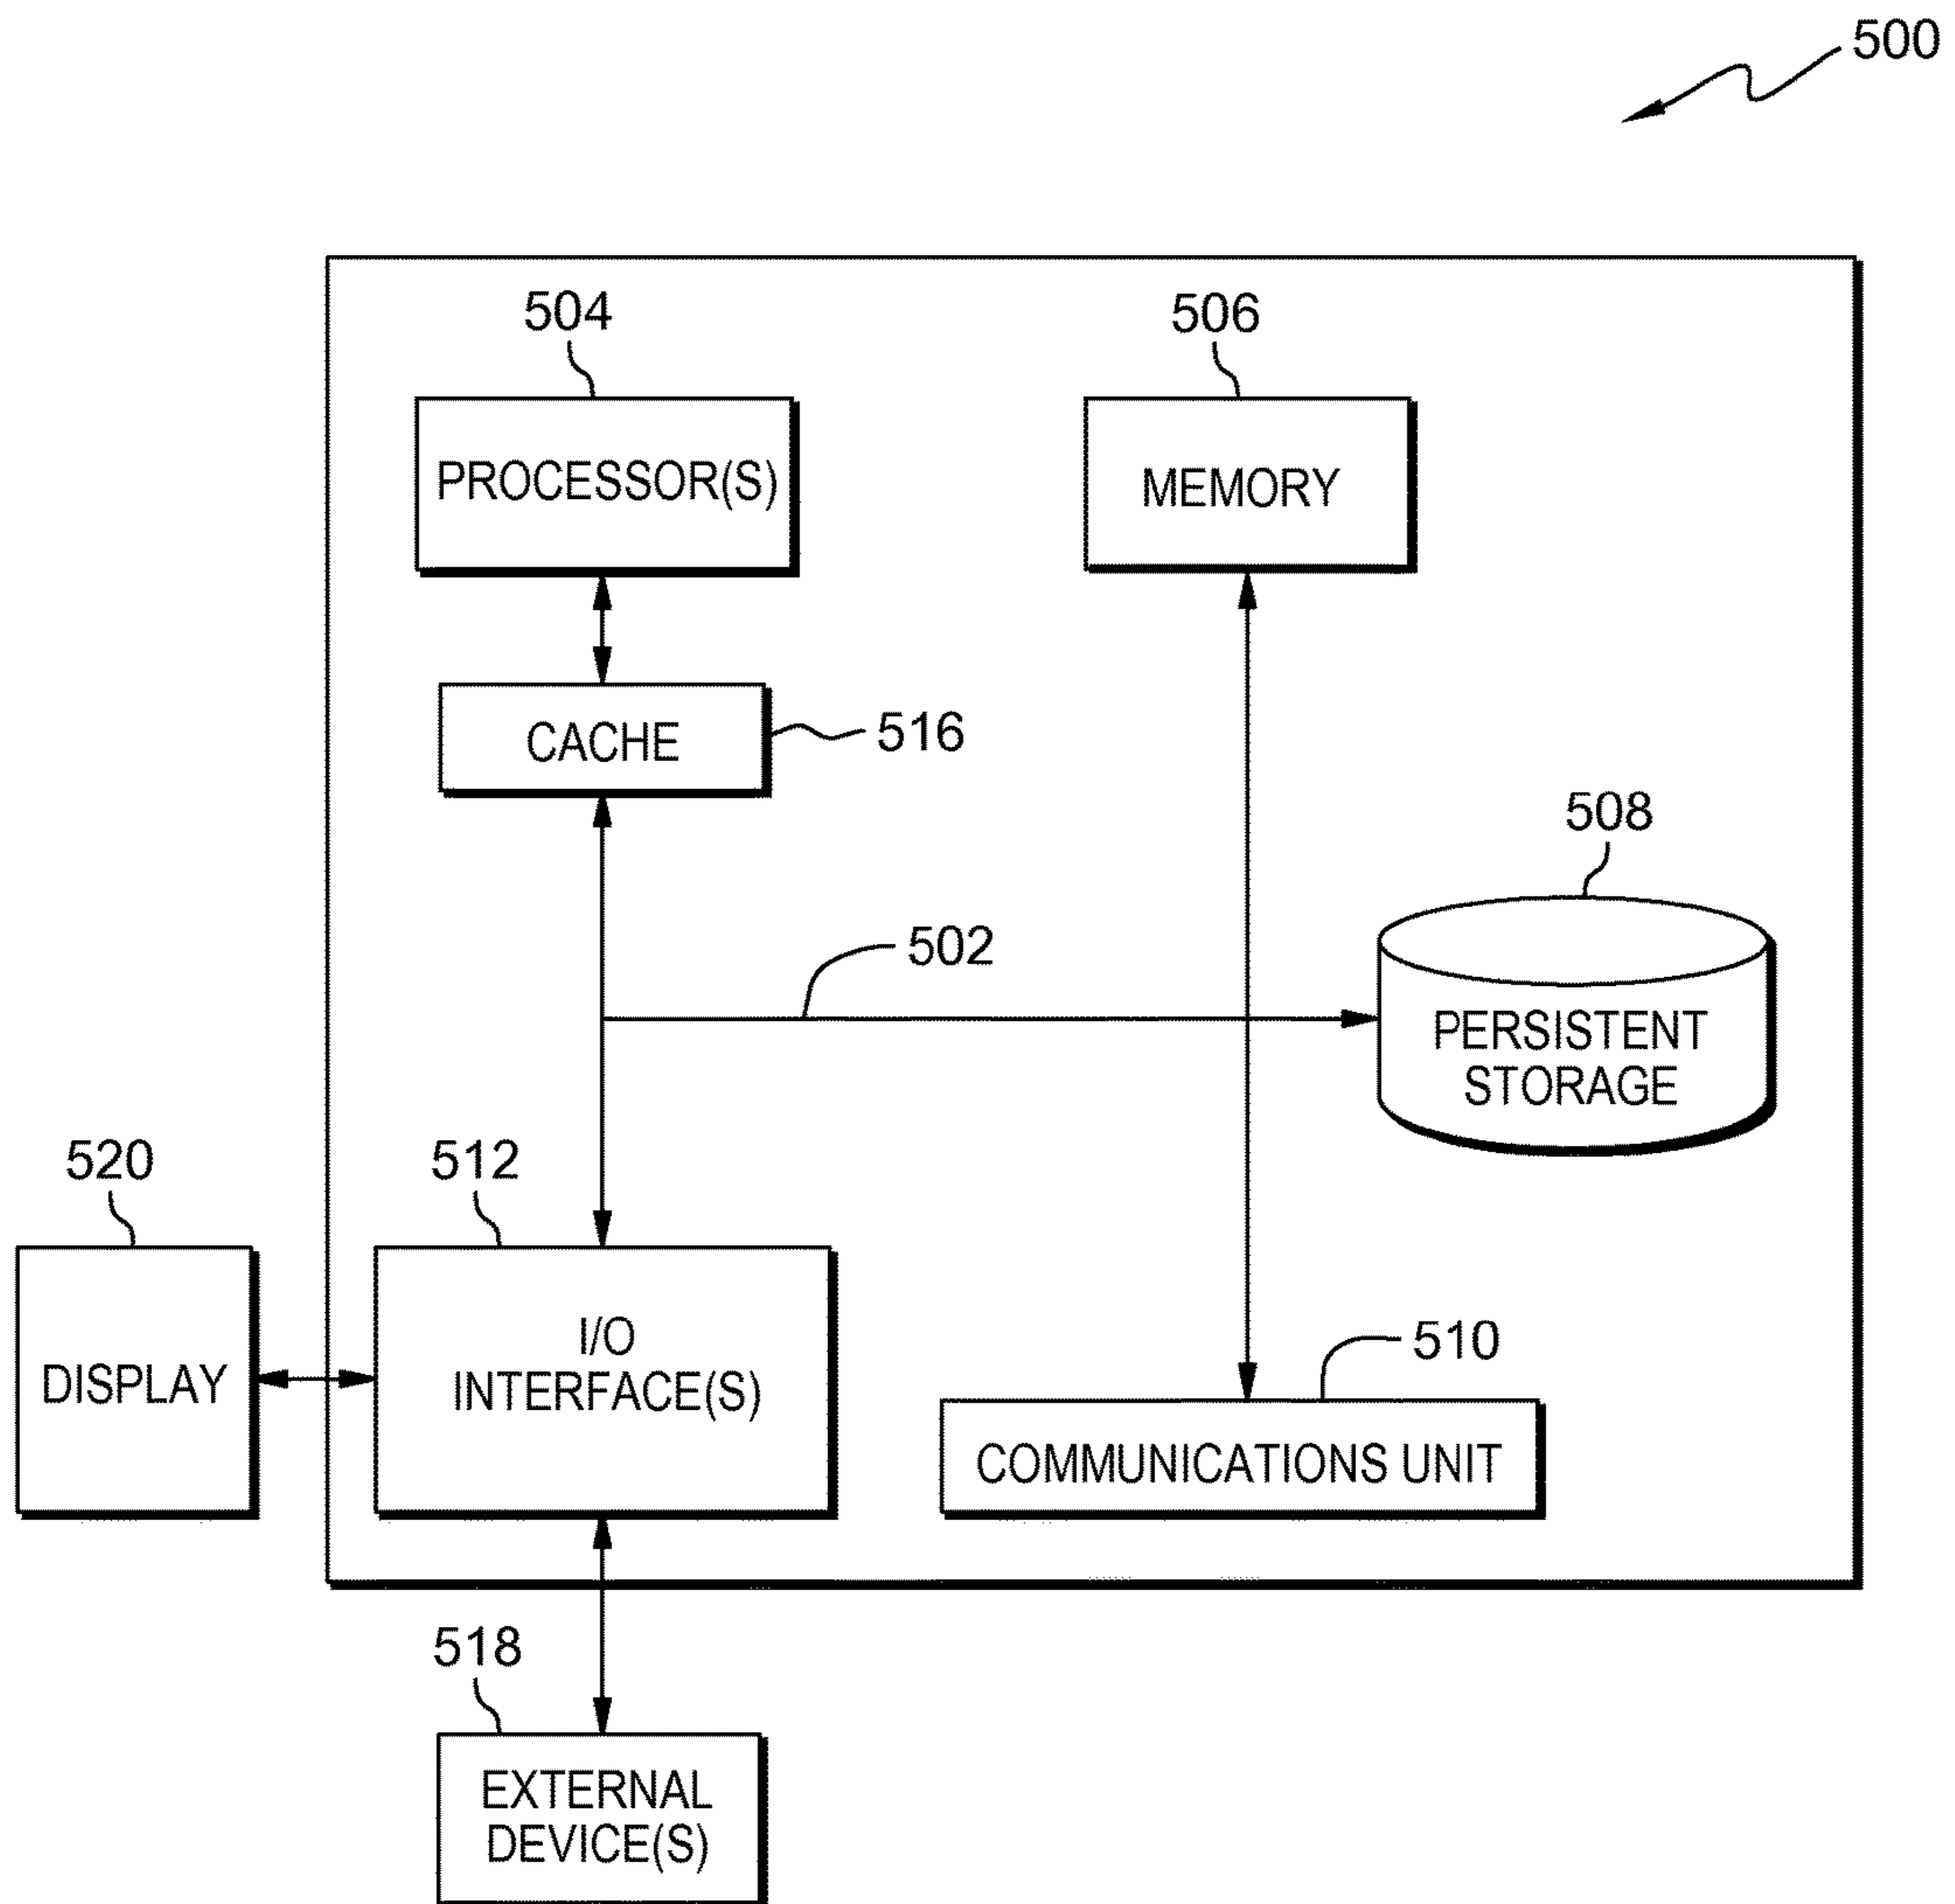 500
504
506
PROCESSOR(S)
MEMORY
CACHE
516
508
502
PERSISTENT
STORAGE
520
512
I/O
INTERFACE(S)
DISPLAY
510
COMMUNICATIONS UNIT
518
EXTERNAL
DEVICE(S)